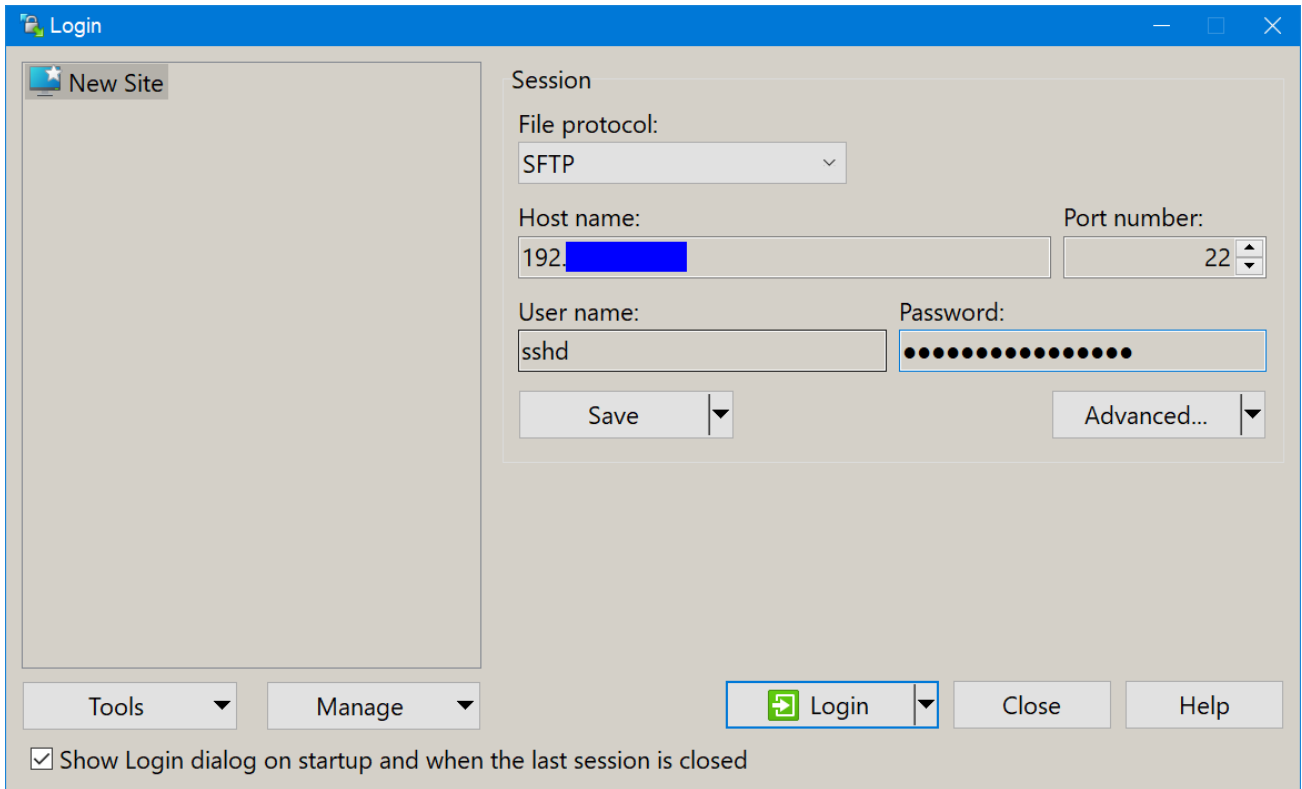 Login
New Site
Session
File protocol:
SFTP
Host name:
Port number:
192.
22
User name:
Password:
sshd
●●●●●●●●●●●●●●●●
Save
Advanced...
Tools
Manage
Login
Close
Help
Show Login dialog on startup and when the last session is closed